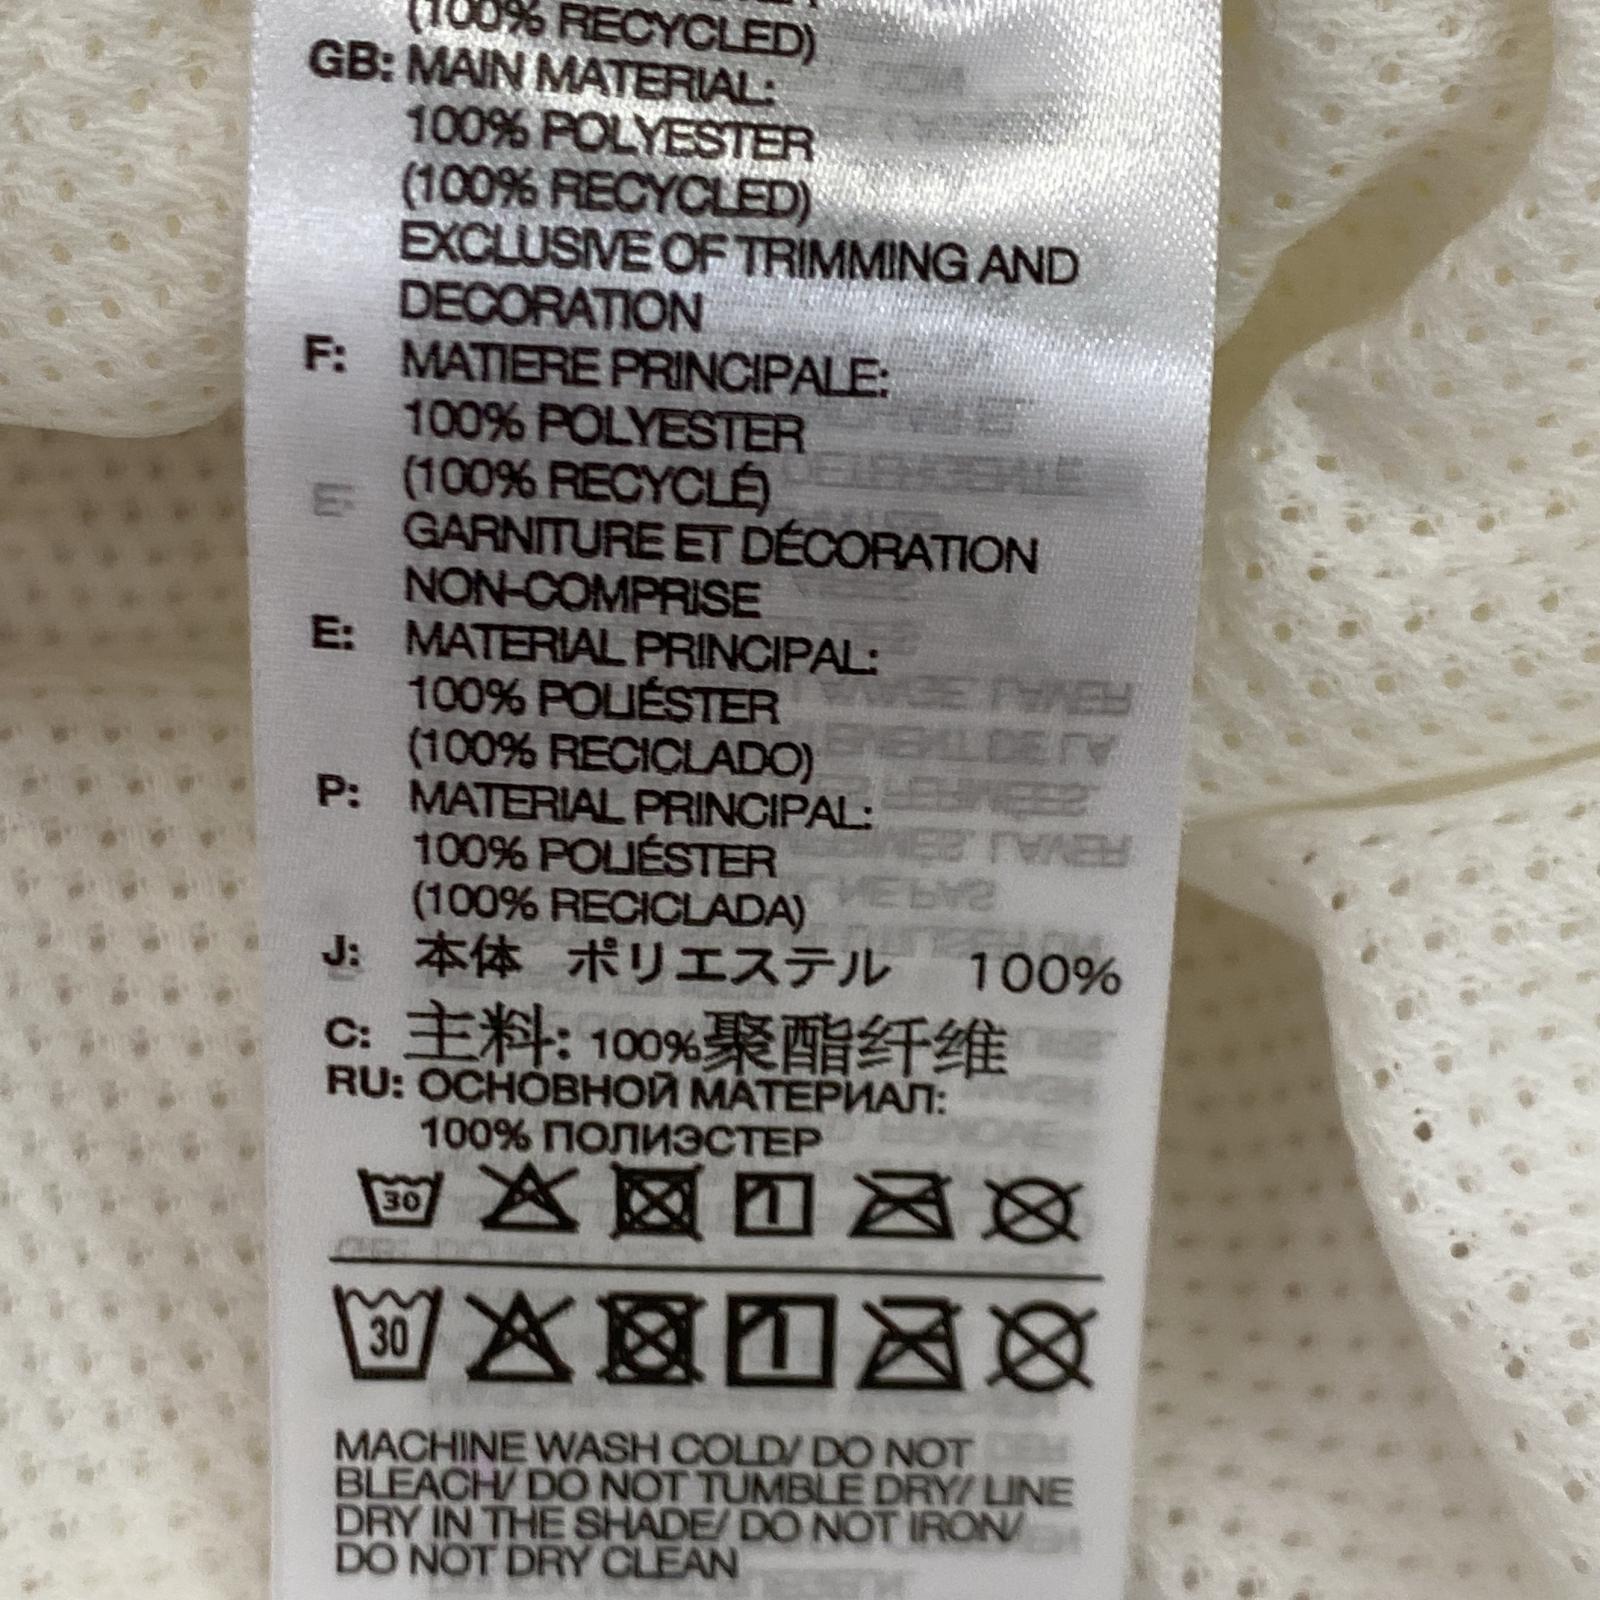 (100% RECYCLED)
GB: MAIN MATERIAL:
100% POLYESTER
(100% RECYCLED)
EXCLUSIVE OF TRIMMING AND
DECORATION
F: MATIERE PRINCIPALE:
100% POLYESTER
(100% RECYCLÉ)
GARNITURE ET DÉCORATION
NON-COMPRISE
E: MATERIAL PRINCIPAL:
100% POLIÉSTER
(100% RECICLADO)
P: MATERIAL PRINCIPAL:
100% POLIÉSTER
(100% RECICLADA)
J: 本体 ポリエステル 100%
C: 主料: 100%聚酯纤维
RU: ОСНОВНОЙ МАТЕРИАЛ:
100% ПОЛИЭСТЕР
30
30
MACHINE WASH COLD/ DO NOT
BLEACH/ DO NOT TUMBLE DRY/ LINE
DRY IN THE SHADE/ DO NOT IRON/
DO NOT DRY CLEAN